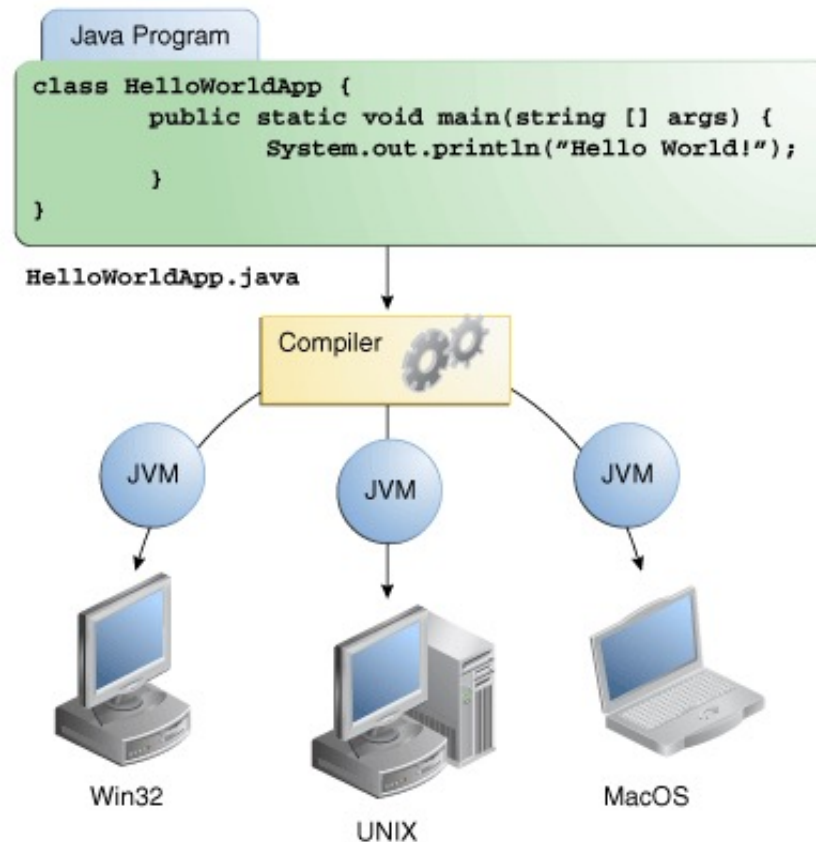 Java Program
class HelloWorldApp {
public static void main(string [] args) {
System.out.println("Hello World!");
}
}
HelloWorldApp.java
Compiler
JVM
JVM
JVM
Win32
UNIX
MacOS